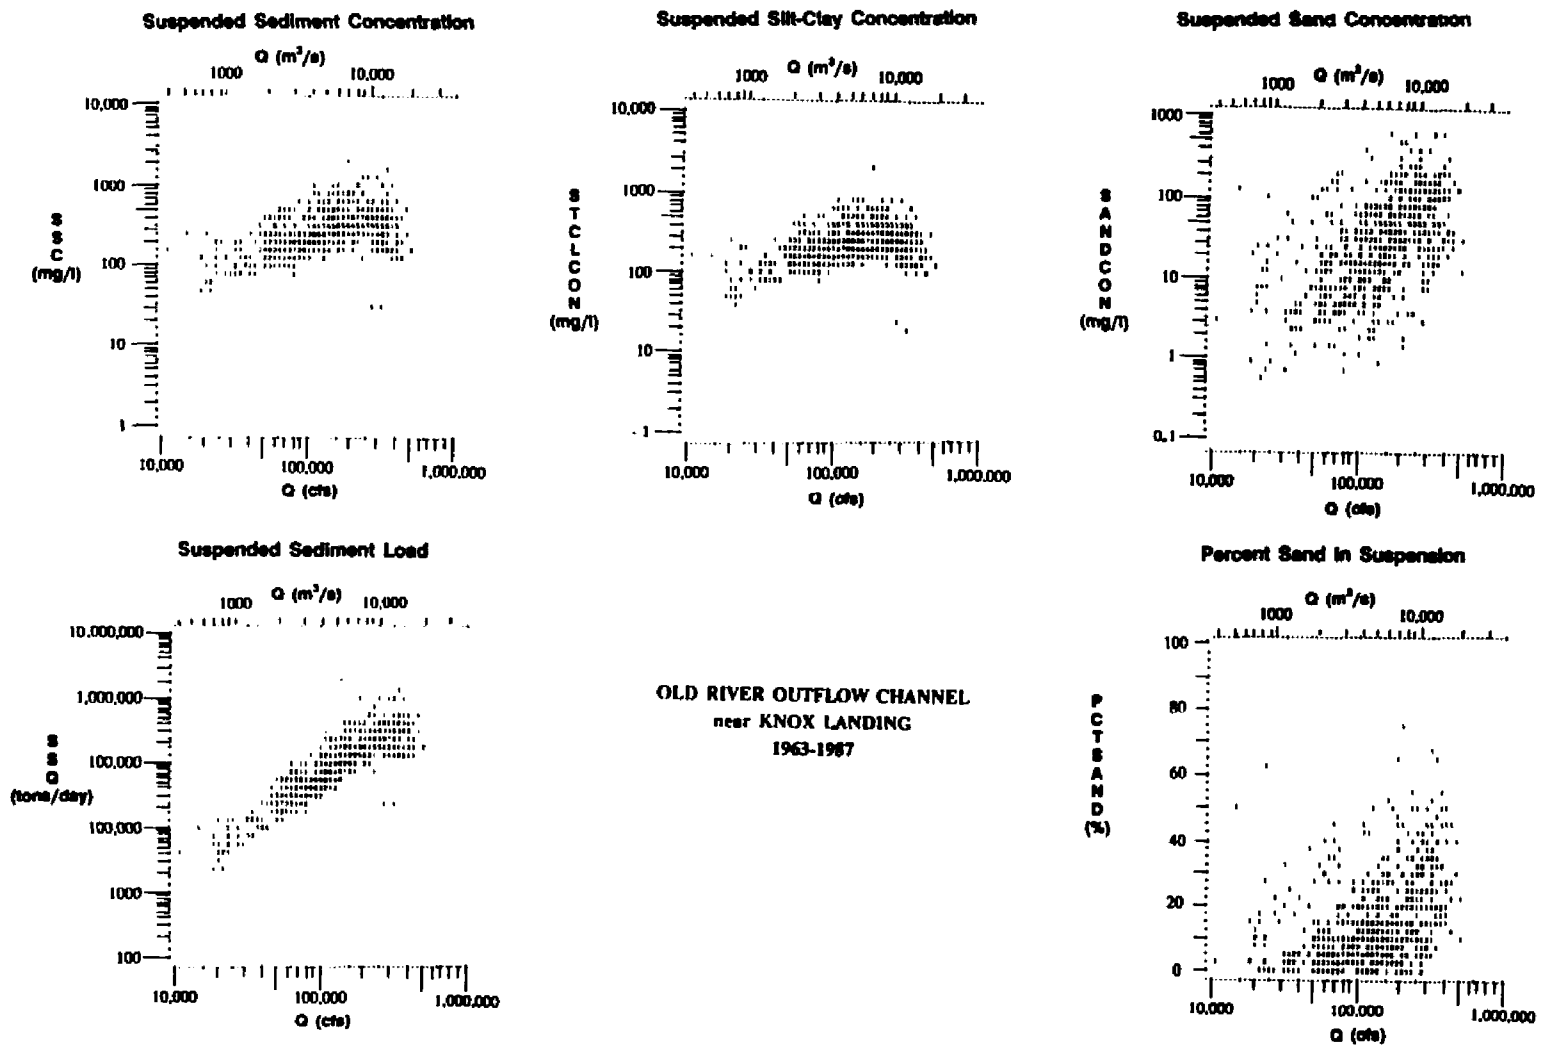 Suspended Sediment Concentration
Q (m³/s)
1000 10,000
10,000
1000
100
10
1
S
S
C
(mg/l)
10,000 100,000 1,000,000
Q (cfs)
Suspended Silt-Clay Concentration
Q (m³/s)
1000 10,000
10,000
1000
100
10
1
S
T
C
L
C
O
N
(mg/l)
10,000 100,000 1,000,000
Q (cfs)
Suspended Sand Concentration
Q (m³/s)
1000 10,000
1000
100
10
1
0.1
S
A
N
D
C
O
N
(mg/l)
10,000 100,000 1,000,000
Q (cfs)
Suspended Sediment Load
Q (m³/s)
1000 10,000
10,000,000
1,000,000
100,000
100,000
1000
100
S
S
Q
(tons/day)
10,000 100,000 1,000,000
Q (cfs)
OLD RIVER OUTFLOW CHANNEL
near KNOX LANDING
1963-1987
Percent Sand in Suspension
Q (m³/s)
1000 10,000
100
80
60
40
20
0
P
C
T
S
A
N
D
(%)
10,000 100,000 1,000,000
Q (cfs)